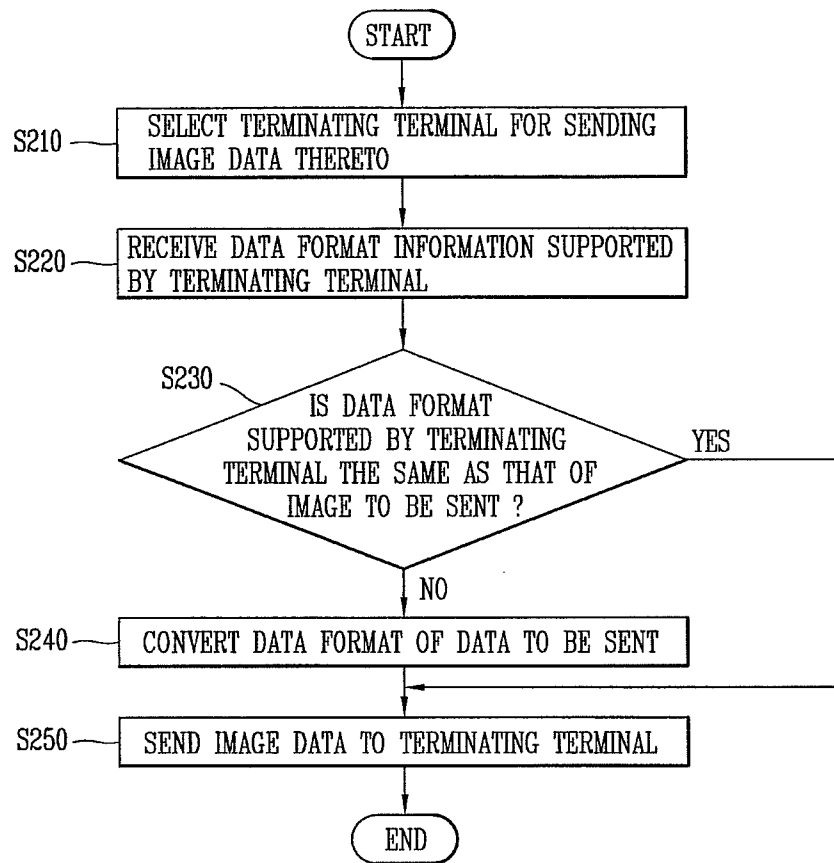 START
S210
SELECT TERMINATING TERMINAL FOR SENDING
IMAGE DATA THERETO
S220
RECEIVE DATA FORMAT INFORMATION SUPPORTED
BY TERMINATING TERMINAL
S230
IS DATA FORMAT
SUPPORTED BY TERMINATING
TERMINAL THE SAME AS THAT OF
IMAGE TO BE SENT ?
YES
NO
S240
CONVERT DATA FORMAT OF DATA TO BE SENT
S250
SEND IMAGE DATA TO TERMINATING TERMINAL
END